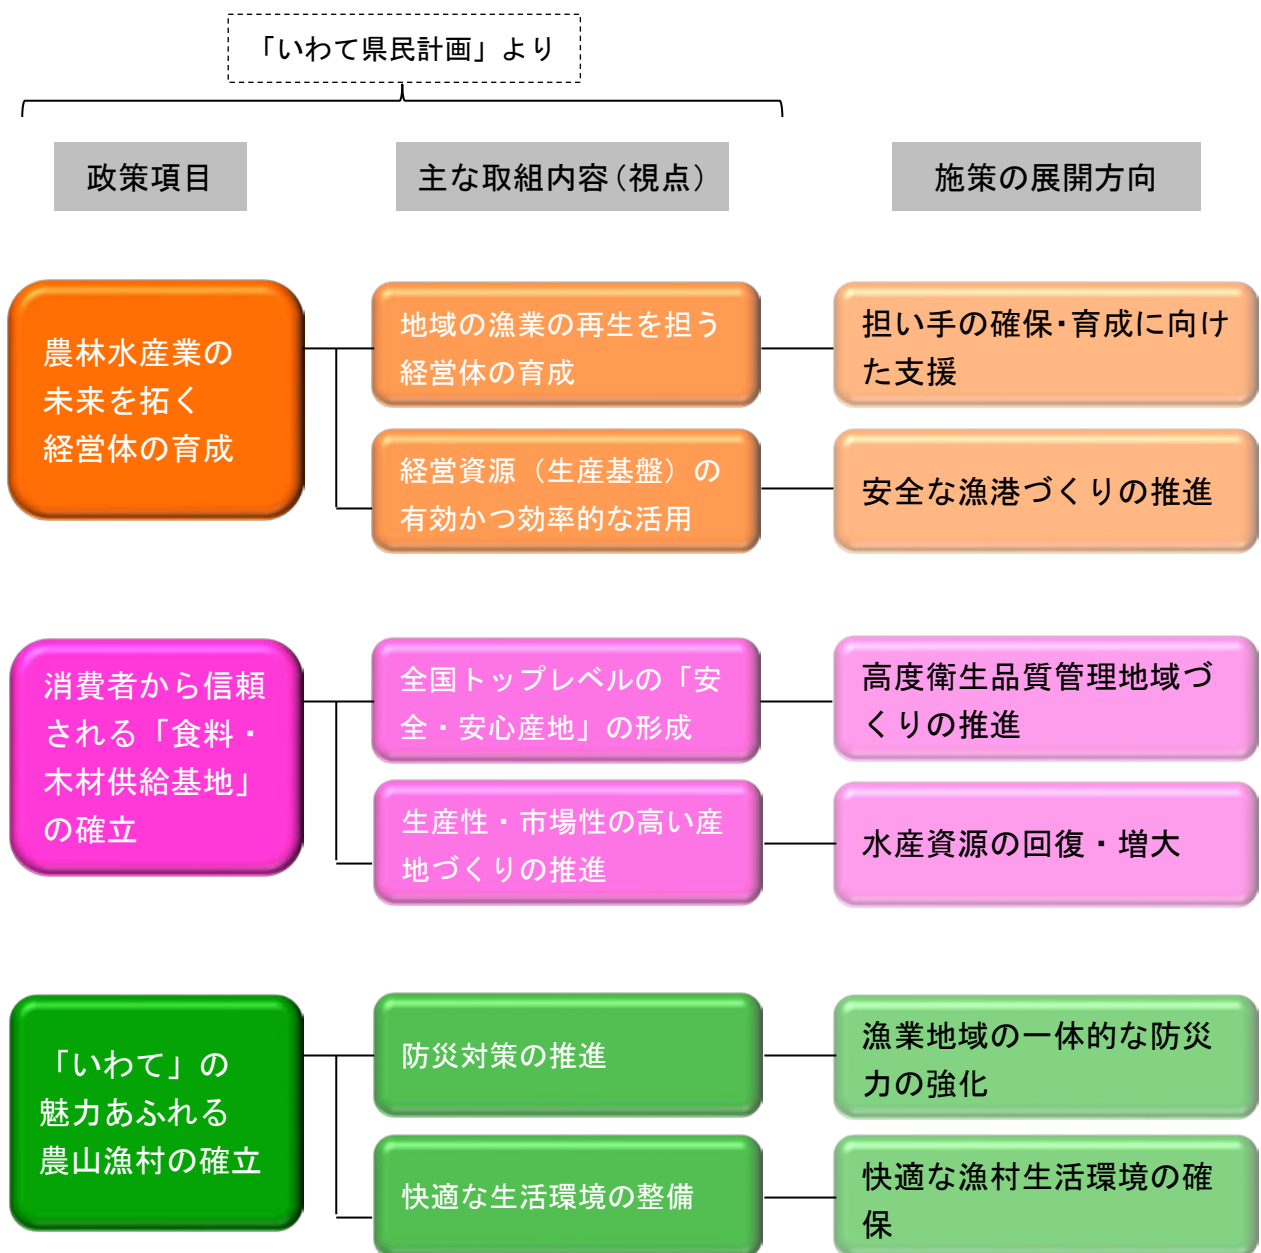 「いわて県民計画」より
政策項目
主な取組内容（視点）
施策の展開方向
農林水産業の
未来を拓く
経営体の育成
地域の漁業の再生を担う
経営体の育成
担い手の確保・育成に向け
た支援
経営資源（生産基盤）の
有効かつ効率的な活用
安全な漁港づくりの推進
消費者から信頼
される「食料・
木材供給基地」
の確立
全国トップレベルの「安
全・安心産地」の形成
高度衛生品質管理地域づ
くりの推進
生産性・市場性の高い産
地づくりの推進
水産資源の回復・増大
「いわて」の
魅力あふれる
農山漁村の確立
防災対策の推進
漁業地域の一体的な防災
力の強化
快適な生活環境の整備
快適な漁村生活環境の確
保